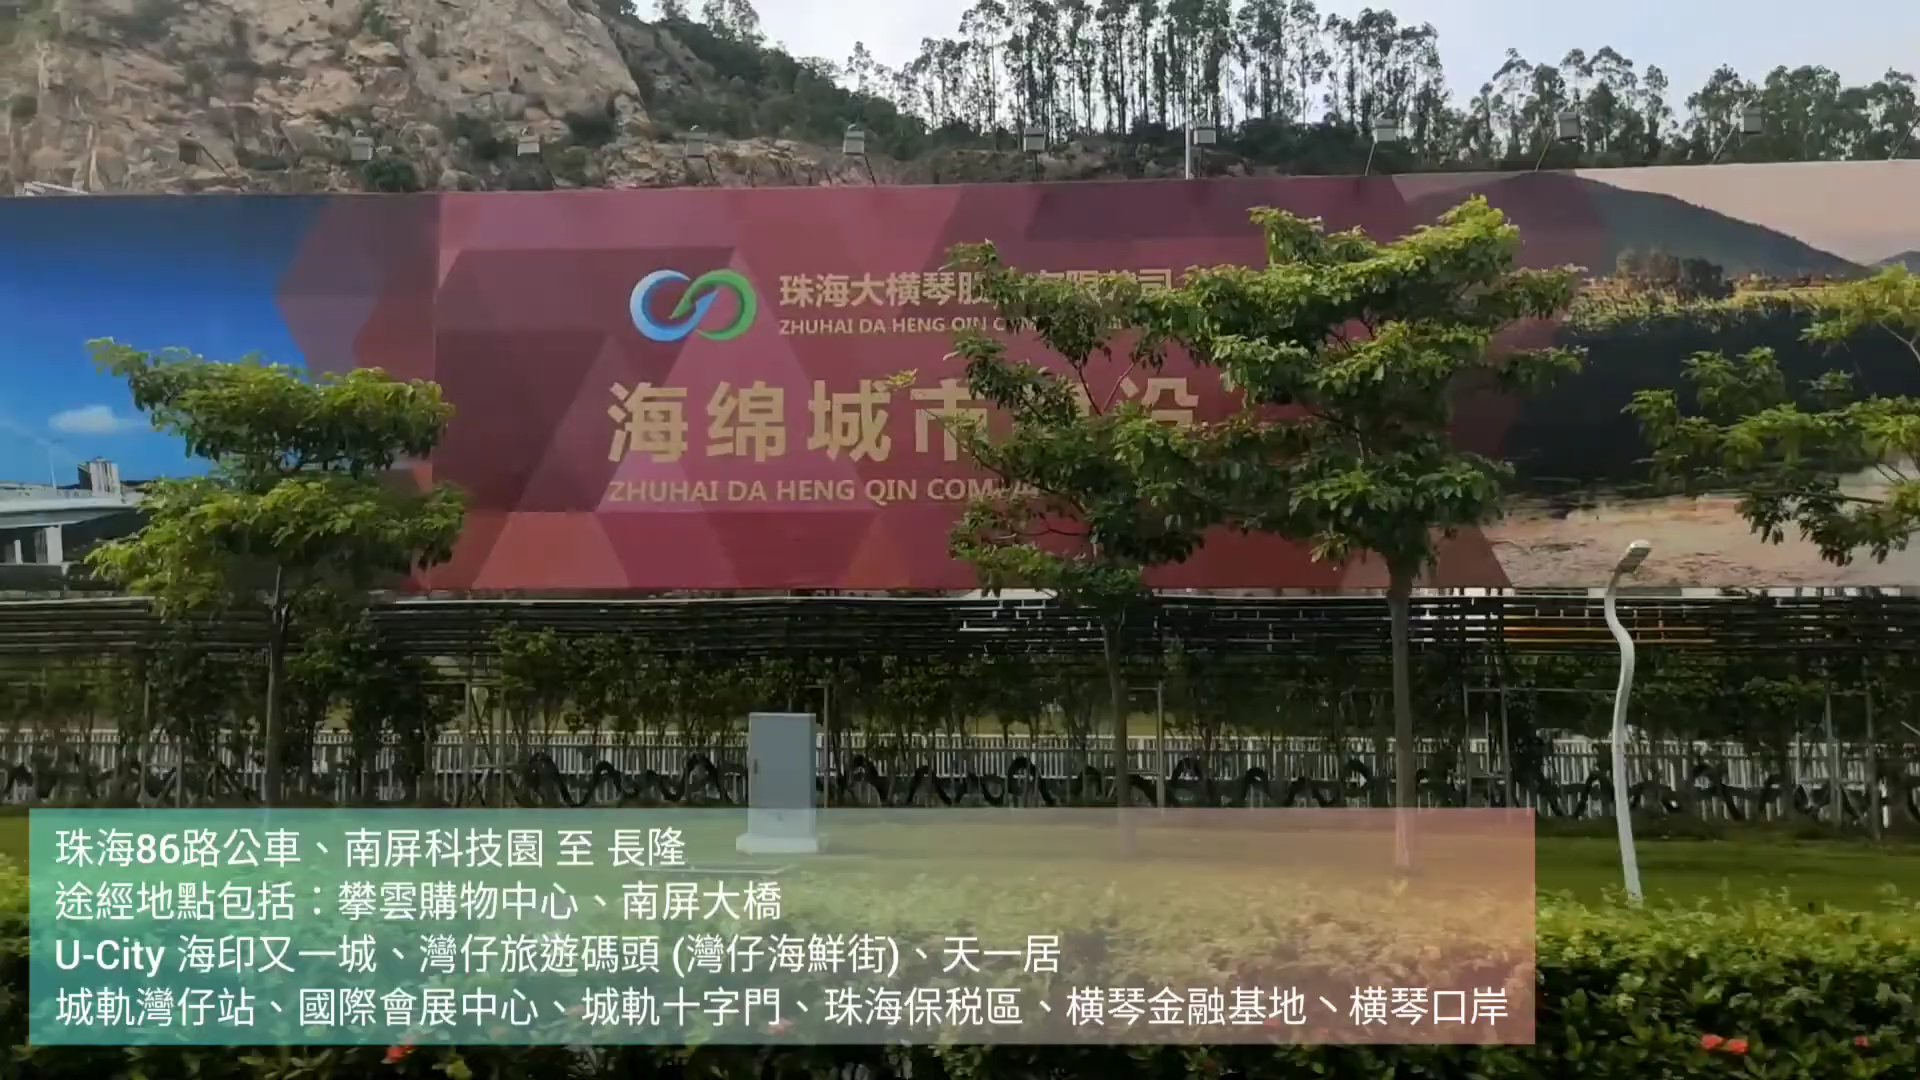 珠海大横琴股
ZHUHAI DA HENG QIN
海绵城市
ZHUHAI DA HENG QIN
珠海86路公車、南屏科技園 至 長隆
途經地點包括：攀雲購物中心、南屏大橋
U-City 海印又一城、灣仔旅遊碼頭 (灣仔海鮮街)、天一居
城軌灣仔站、國際會展中心、城軌十字門、珠海保税區、橫琴金融基地丶橫琴口岸